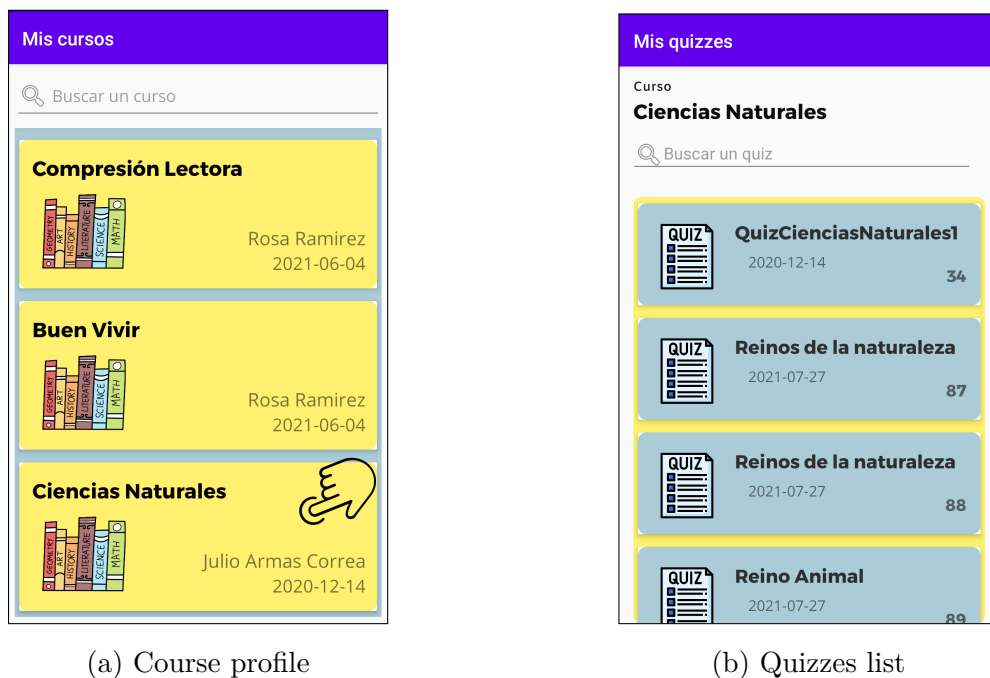 Mis cursos
Buscar un curso
Compresión Lectora
GEOMETRY
ART
HISTORY
LITERATURE
SCIENCE
MATH
Rosa Ramirez
2021-06-04
Buen Vivir
GEOMETRY
ART
HISTORY
LITERATURE
SCIENCE
MATH
Rosa Ramirez
2021-06-04
Ciencias Naturales
GEOMETRY
ART
HISTORY
LITERATURE
SCIENCE
MATH
Julio Armas Correa
2020-12-14
(a) Course profile
Mis quizzes
Curso
Ciencias Naturales
Buscar un quiz
QUIZ
QuizCienciasNaturales1
2020-12-14
34
QUIZ
Reinos de la naturaleza
2021-07-27
87
QUIZ
Reinos de la naturaleza
2021-07-27
88
QUIZ
Reino Animal
2021-07-27
89
(b) Quizzes list